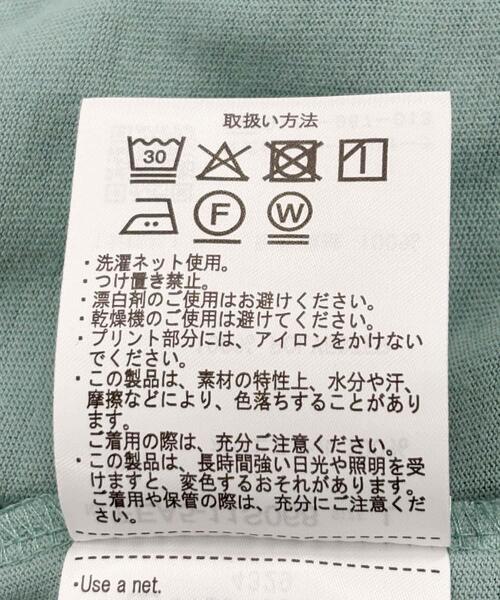 取扱い方法
30
F W
・洗濯ネット使用。
・つけ置き禁止。
・漂白剤のご使用はお避けください。
・乾燥機のご使用は避けてください。
・プリント部分には、アイロンをかけない
でください。
・この製品は、素材の特性上、水分や汗、
摩擦などにより、色落ちすることがあり
ます。
ご着用の際は、充分ご注意ください。
・この製品は、長時間強い日光や照明を受
けますと、変色するおそれがあります。
ご着用や保管の際は、充分にご注意くだ
さい。
・Use a net.